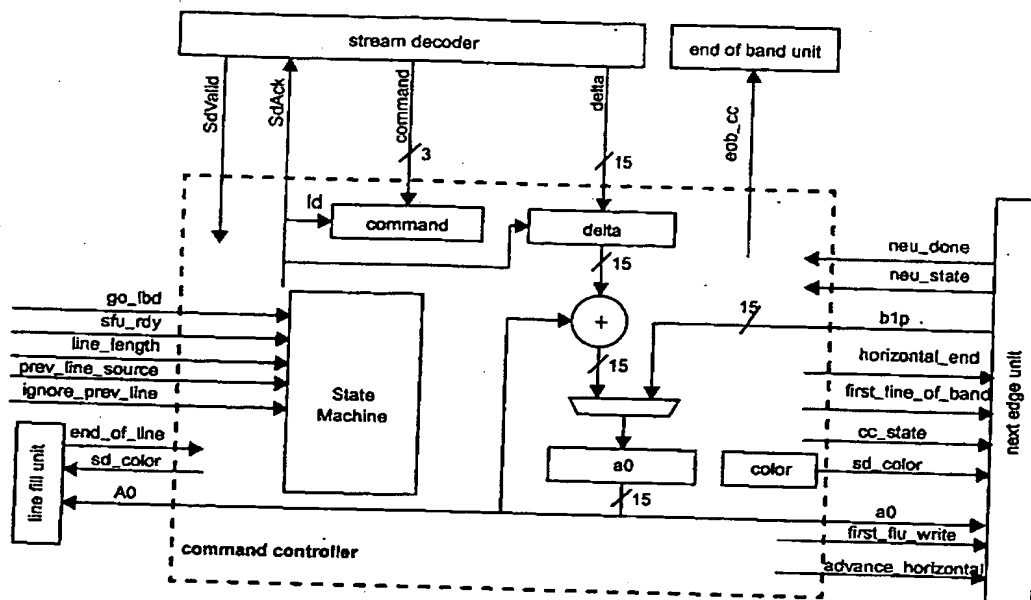 stream decoder
end of band unit
SdValid
SdAck
command
3
delta
15
eob_cc
ld
command
delta
15
+
15
15
neu_done
neu_state
b1p
horizontal_end
first_line_of_band
cc_state
sd_color
a0
first_flu_write
advance_horizontal
next edge unit
go_lbd
sfu_rdy
line_length
prev_line_source
ignore_prev_line
State
Machine
line fill unit
end_of_line
sd_color
A0
a0
15
color
command controller